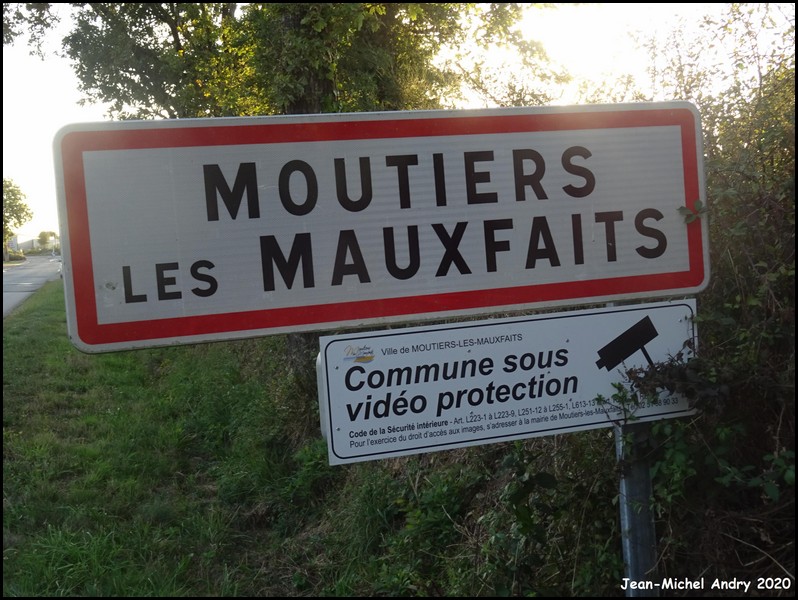 MOUTIERS
LES MAUXFAITS
Ville de MOUTIERS-LES-MAUXFAITS
Commune sous
vidéo protection
Code de la Sécurité intérieure - Art. L223-1 à L223-9, L251-12 à L255-1, L613-13
Pour l'exercice du droit d'accès aux images, s'adresser à la mairie de Moutiers-les-Mauxfaits
Jean-Michel Andry 2020